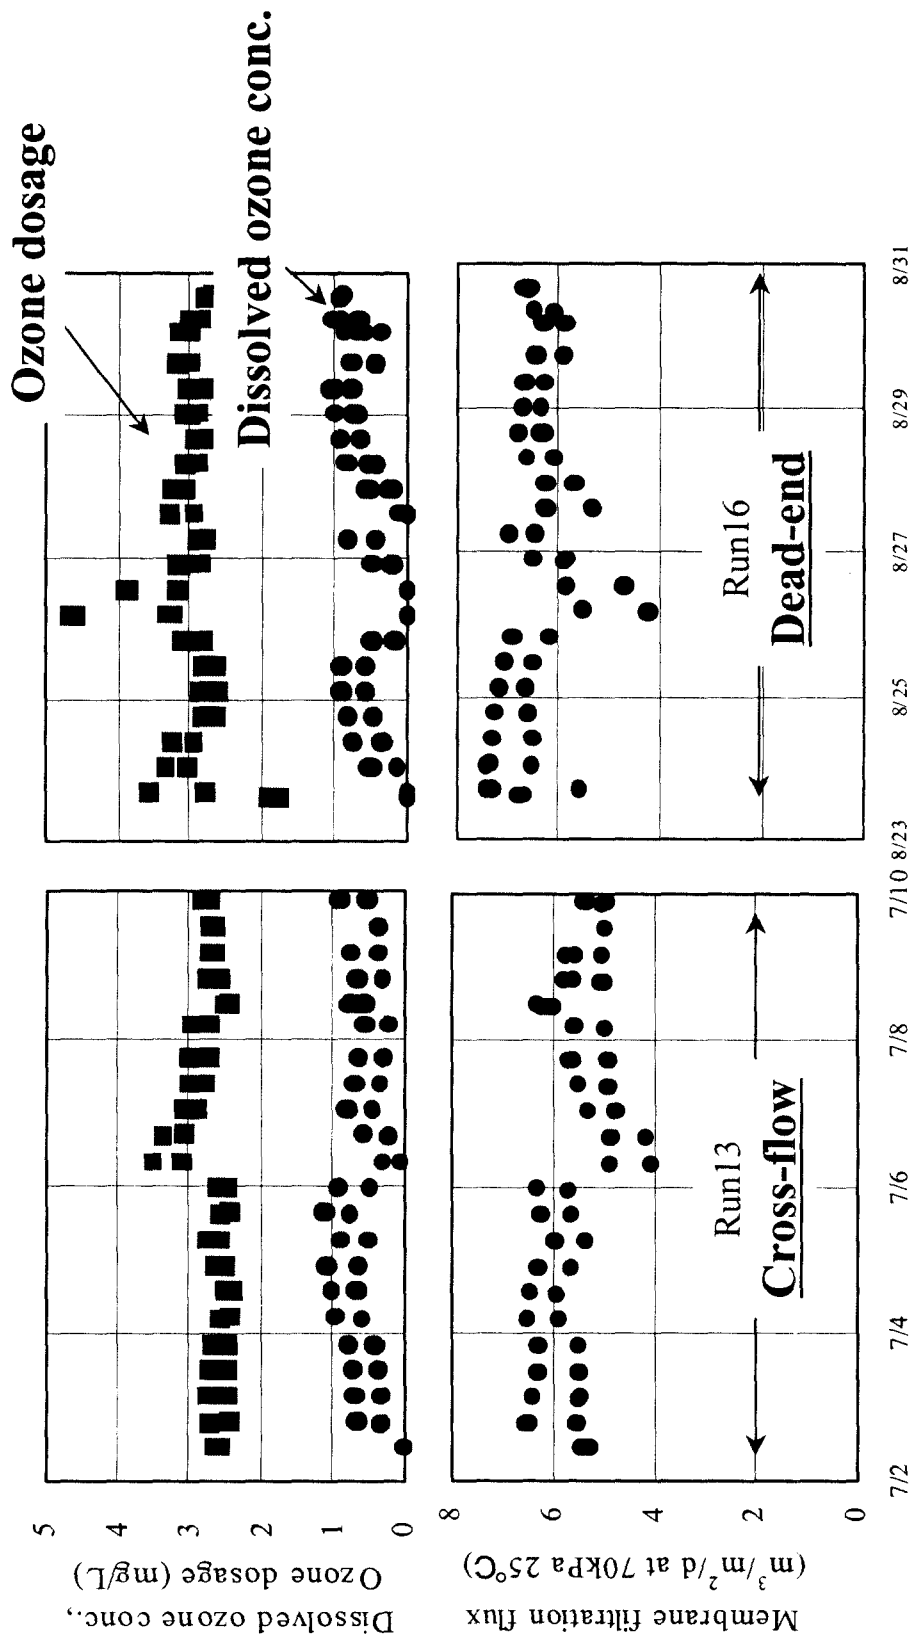 Dissolved ozone conc.,
Ozone dosage (mg/L)
5
4
3
2
1
0
Ozone dosage
Dissolved ozone conc.
Membrane filtration flux
(m³/m²/d at 70kPa 25°C)
8
6
4
2
0
Run13
Cross-flow
Run16
Dead-end
7/2
7/4
7/6
7/8
7/10
8/23
8/25
8/27
8/29
8/31